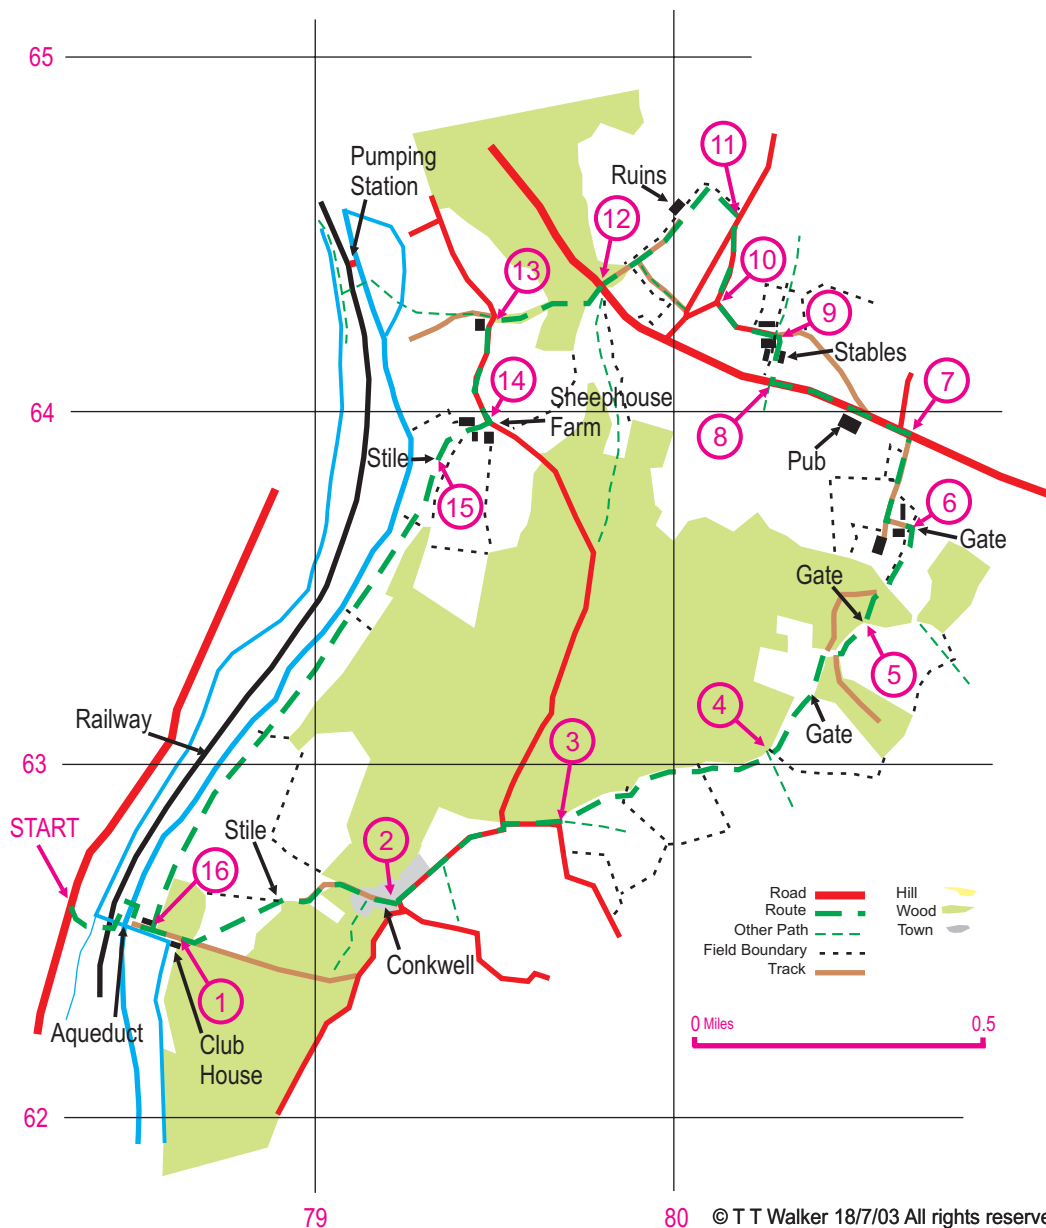 65
11
Pumping
Station
Ruins
12
10
13
9
Stables
14
7
Sheephouse
Farm
64
8
Pub
Stile
15
6
Gate
Gate
5
4
Gate
Railway
3
63
START
Stile
2
16
Road
Hill
Route
Wood
Other Path
Town
Field Boundary
Track
Conkwell
1
0 Miles
0.5
Aqueduct
Club
House
62
79
80
© T T Walker 18/7/03 All rights reserve